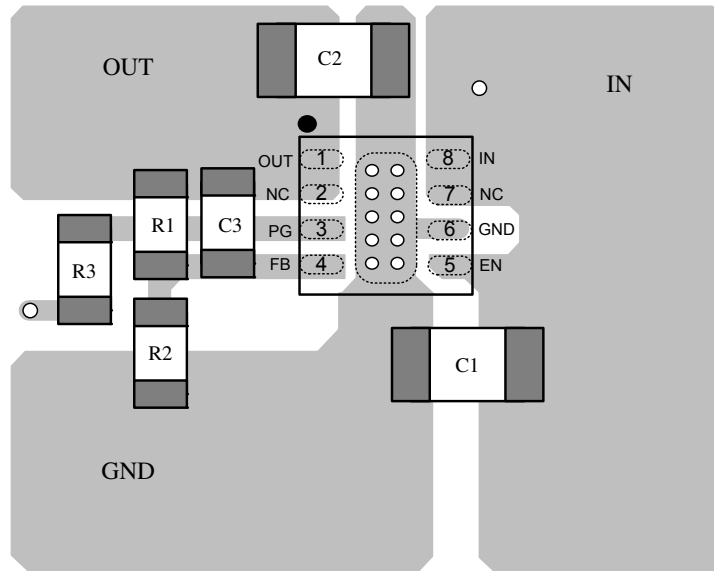 OUT
C2
IN
OUT 1 8 IN
NC 2 7 NC
R1 C3 PG 3 6 GND
R3 FB 4 5 EN
R2 C1
GND